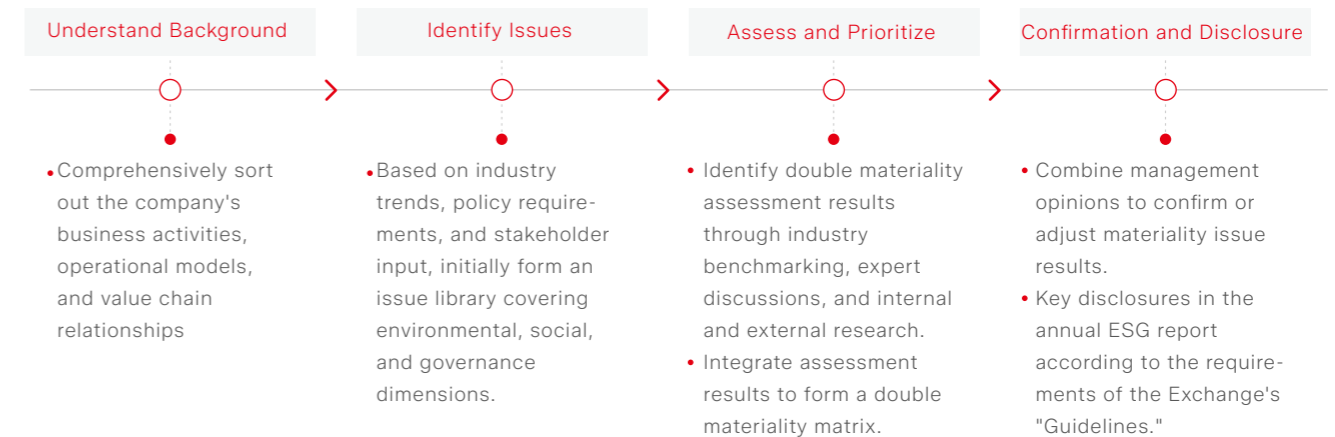 Understand Background
Identify Issues
Assess and Prioritize
Confirmation and Disclosure
Comprehensively sort
out the company's
business activities,
operational models,
and value chain
relationships
Based on industry
trends, policy require-
ments, and stakeholder
input, initially form an
issue library covering
environmental, social,
and governance
dimensions.
Identify double materiality
assessment results
through industry
benchmarking, expert
discussions, and internal
and external research.
Integrate assessment
results to form a double
materiality matrix.
Combine management
opinions to confirm or
adjust materiality issue
results.
Key disclosures in the
annual ESG report
according to the require-
ments of the Exchange's
"Guidelines."